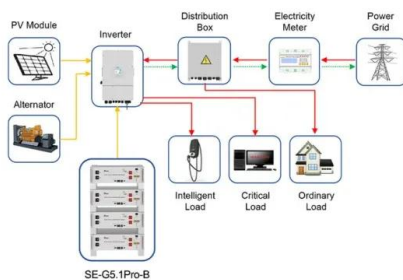 PV Module
Inverter
Distribution
Box
Electricity
Meter
Power
Grid
Alternator
Intelligent
Load
Critical
Load
Ordinary
Load
SE-G5.1Pro-B